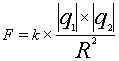 F = k × |q₁|×|q₂| / R²